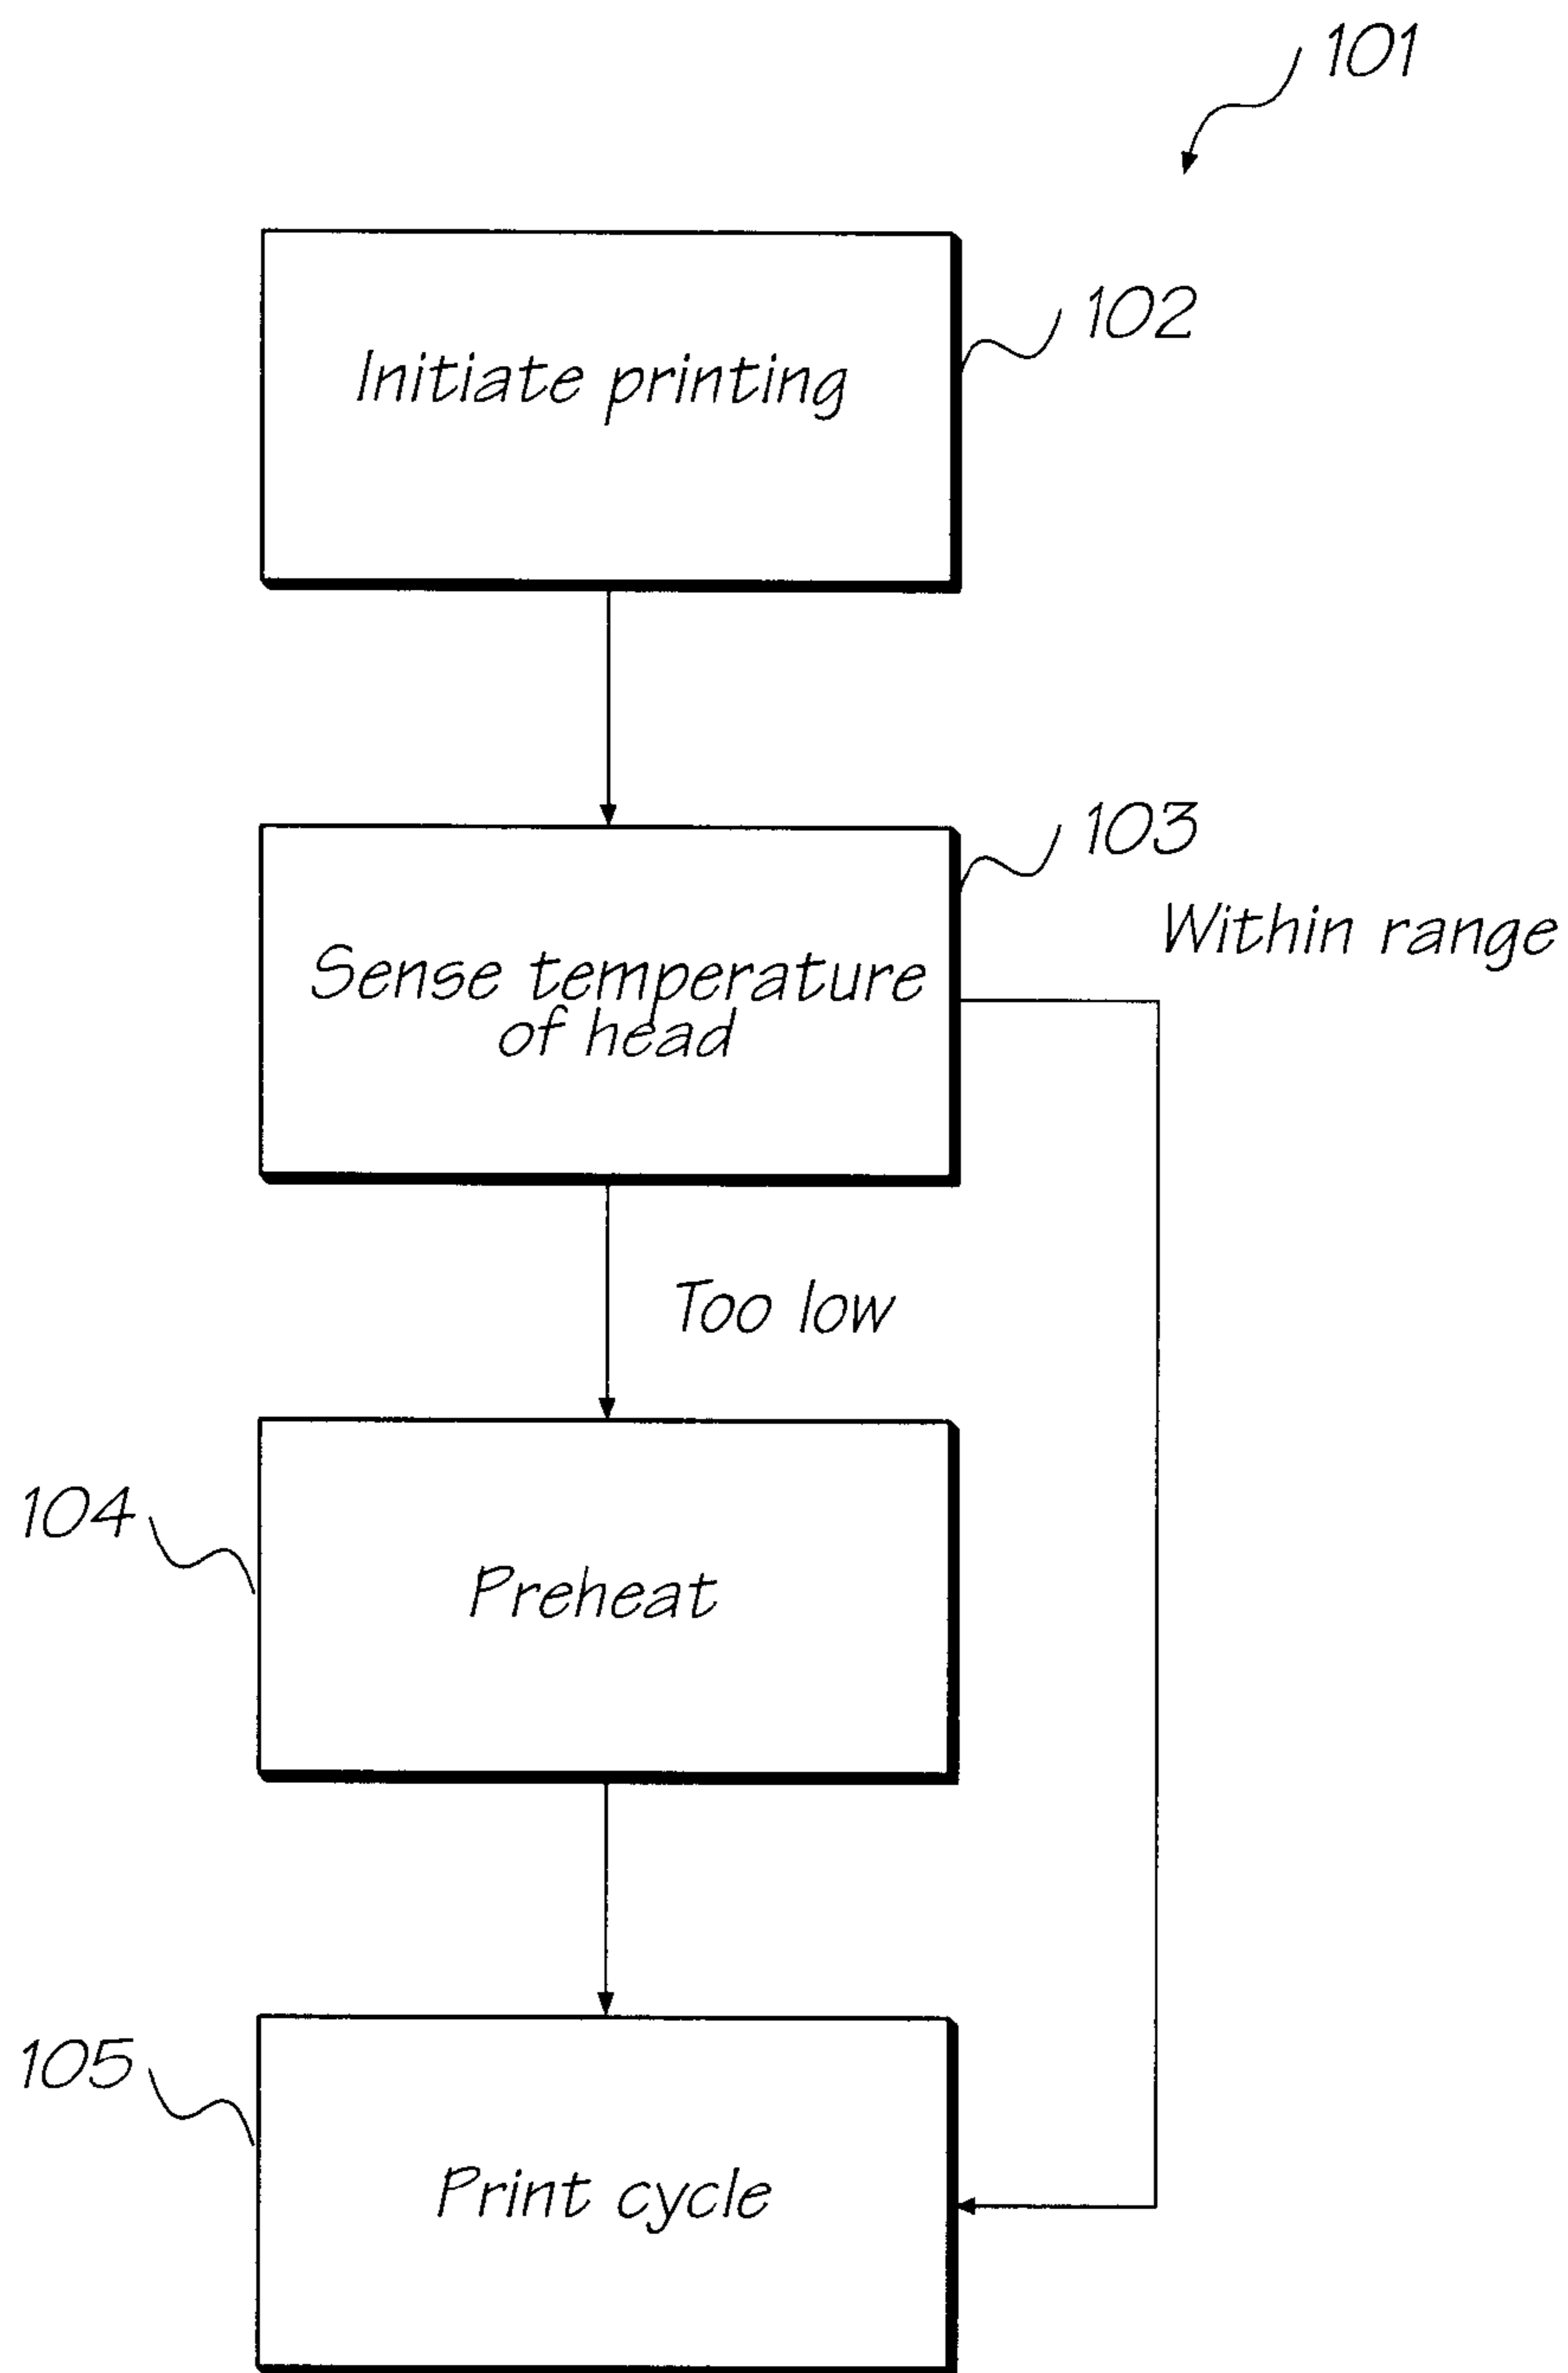 101
102
Initiate printing
103
Within range
Sense temperature
of head
Too low
104
Preheat
105
Print cycle